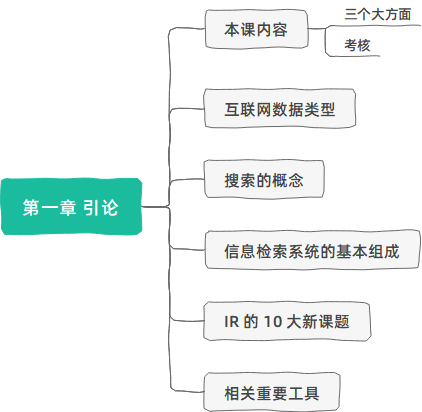 第一章 引论
本课内容
三个大方面
考核
互联网数据类型
搜索的概念
信息检索系统的基本组成
IR 的 10 大新课题
相关重要工具